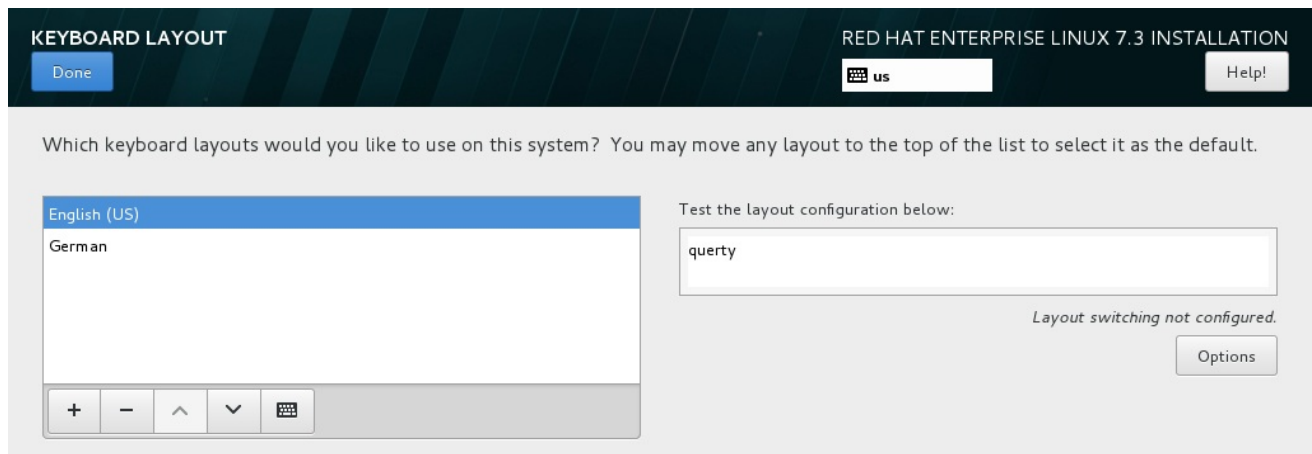 KEYBOARD LAYOUT
Done
RED HAT ENTERPRISE LINUX 7.3 INSTALLATION
us
Help!
Which keyboard layouts would you like to use on this system? You may move any layout to the top of the list to select it as the default.
English (US)
German
Test the layout configuration below:
querty
Layout switching not configured.
Options